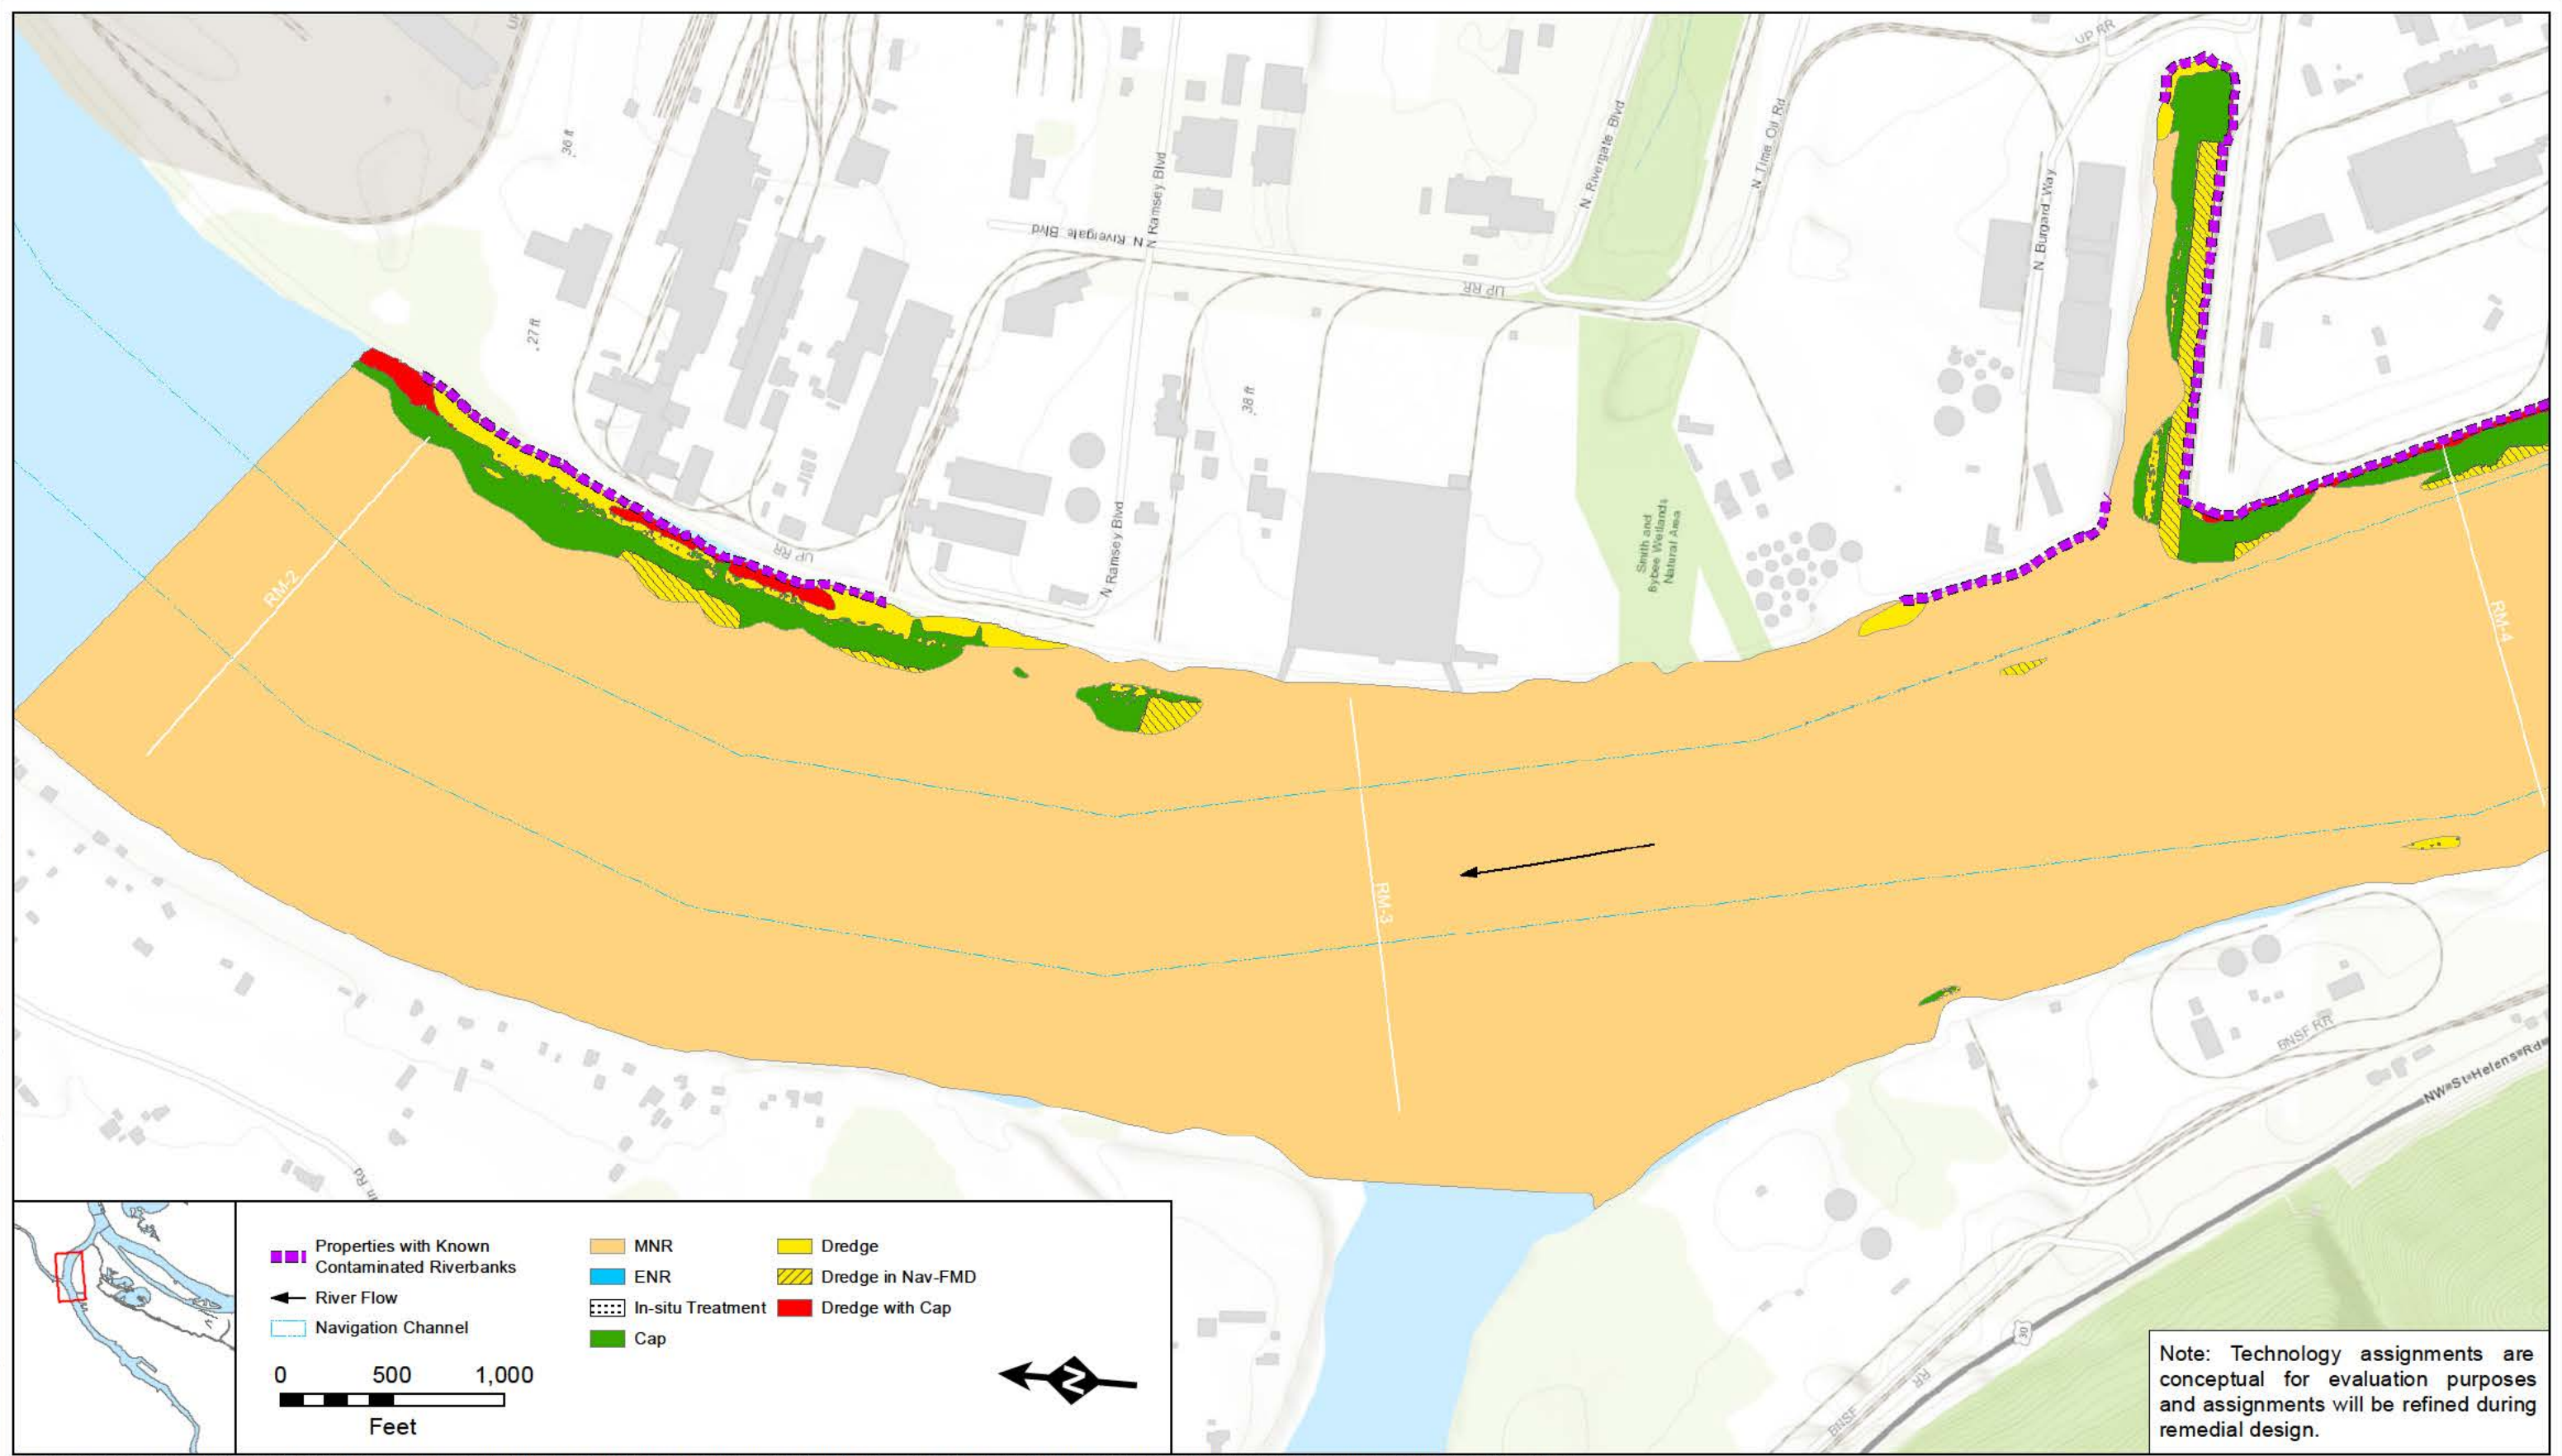 UP RR
36 ft
N Ramsey Blvd
N Rivergate Blvd
N Rivergate Blvd
N Time Oil Rd
UP RR
N Burgard Way
27 ft
38 ft
UP RR
N Ramsey Blvd
Smith and
Bybee Wetlands
Natural Area
RM-2
RM-3
RM-4
BNSF RR
NW St Helens Rd
30
BNSF
RR
Rd
Properties with Known
Contaminated Riverbanks
River Flow
Navigation Channel
0 500 1,000
Feet
MNR
ENR
In-situ Treatment
Cap
Dredge
Dredge in Nav-FMD
Dredge with Cap
N
Note: Technology assignments are
conceptual for evaluation purposes
and assignments will be refined during
remedial design.